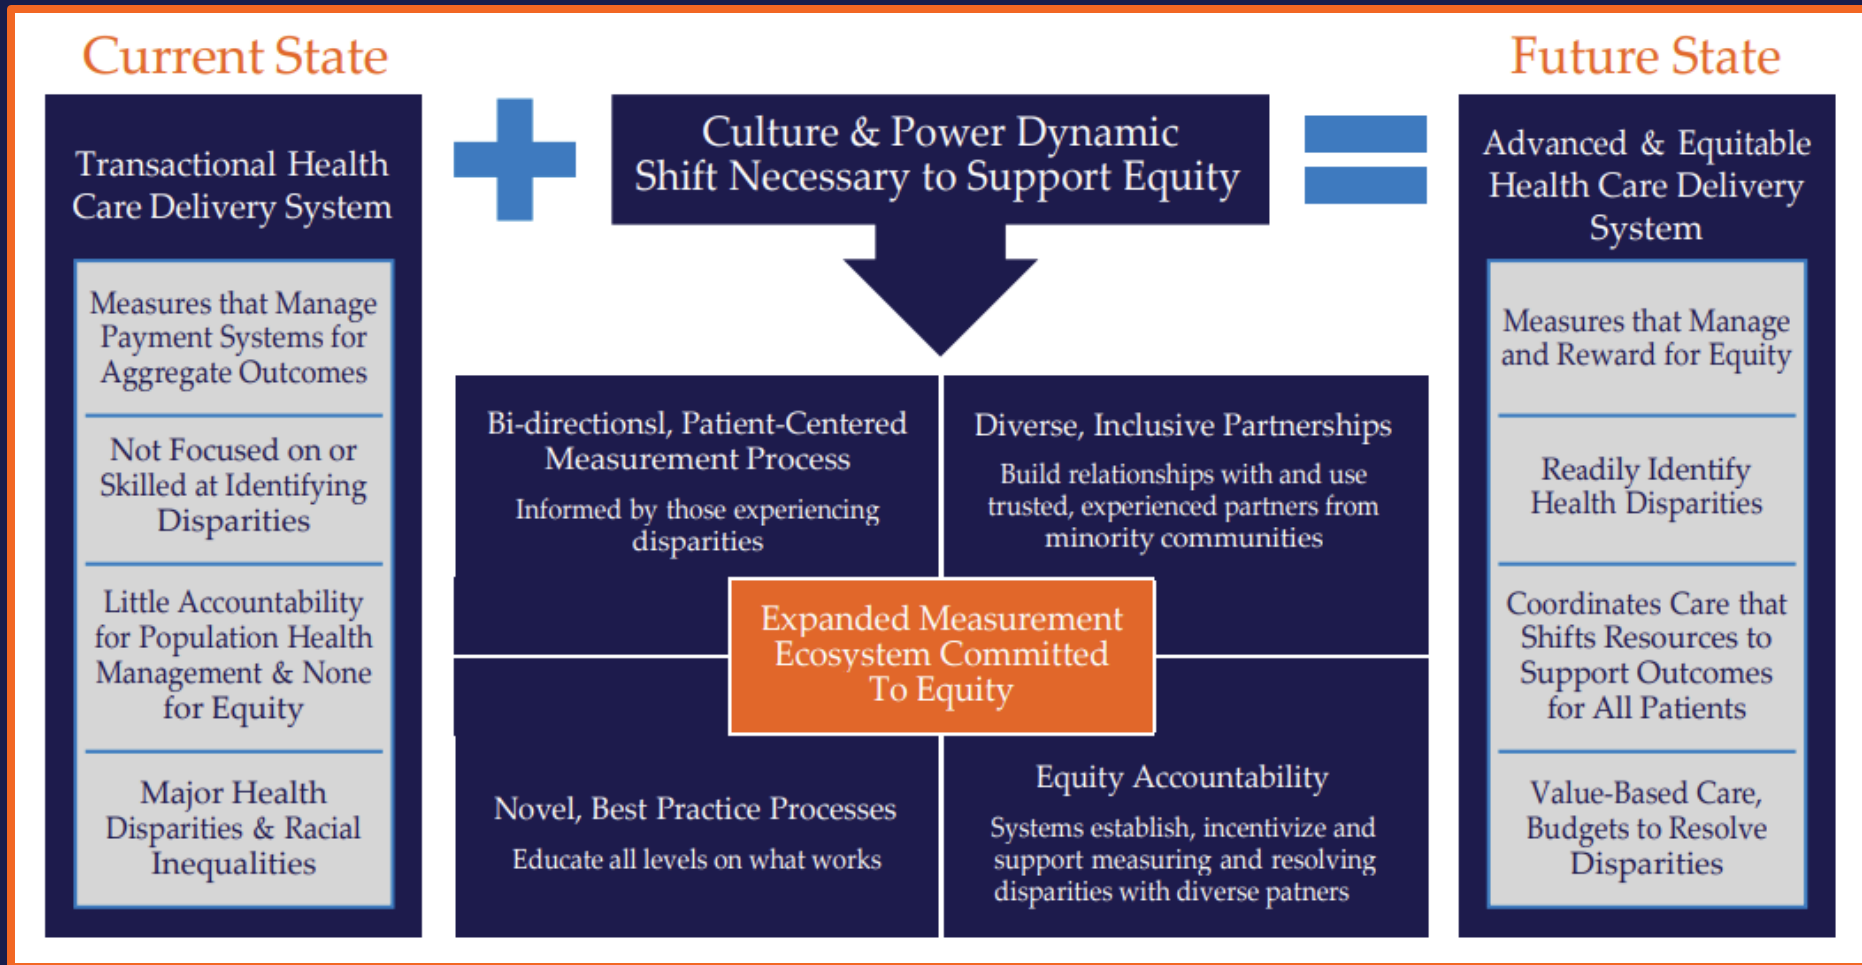 Current State
Transactional Health
Care Delivery System
Measures that Manage
Payment Systems for
Aggregate Outcomes
Not Focused on or
Skilled at Identifying
Disparities
Little Accountability
for Population Health
Management & None
for Equity
Major Health
Disparities & Racial
Inequalities
Culture & Power Dynamic
Shift Necessary to Support Equity
Bi-directionsl, Patient-Centered
Measurement Process
Informed by those experiencing
disparities
Diverse, Inclusive Partnerships
Build relationships with and use
trusted, experienced partners from
minority communities
Expanded Measurement
Ecosystem Committed
To Equity
Novel, Best Practice Processes
Educate all levels on what works
Equity Accountability
Systems establish, incentivize and
support measuring and resolving
disparities with diverse patners
Future State
Advanced & Equitable
Health Care Delivery
System
Measures that Manage
and Reward for Equity
Readily Identify
Health Disparities
Coordinates Care that
Shifts Resources to
Support Outcomes
for All Patients
Value-Based Care,
Budgets to Resolve
Disparities